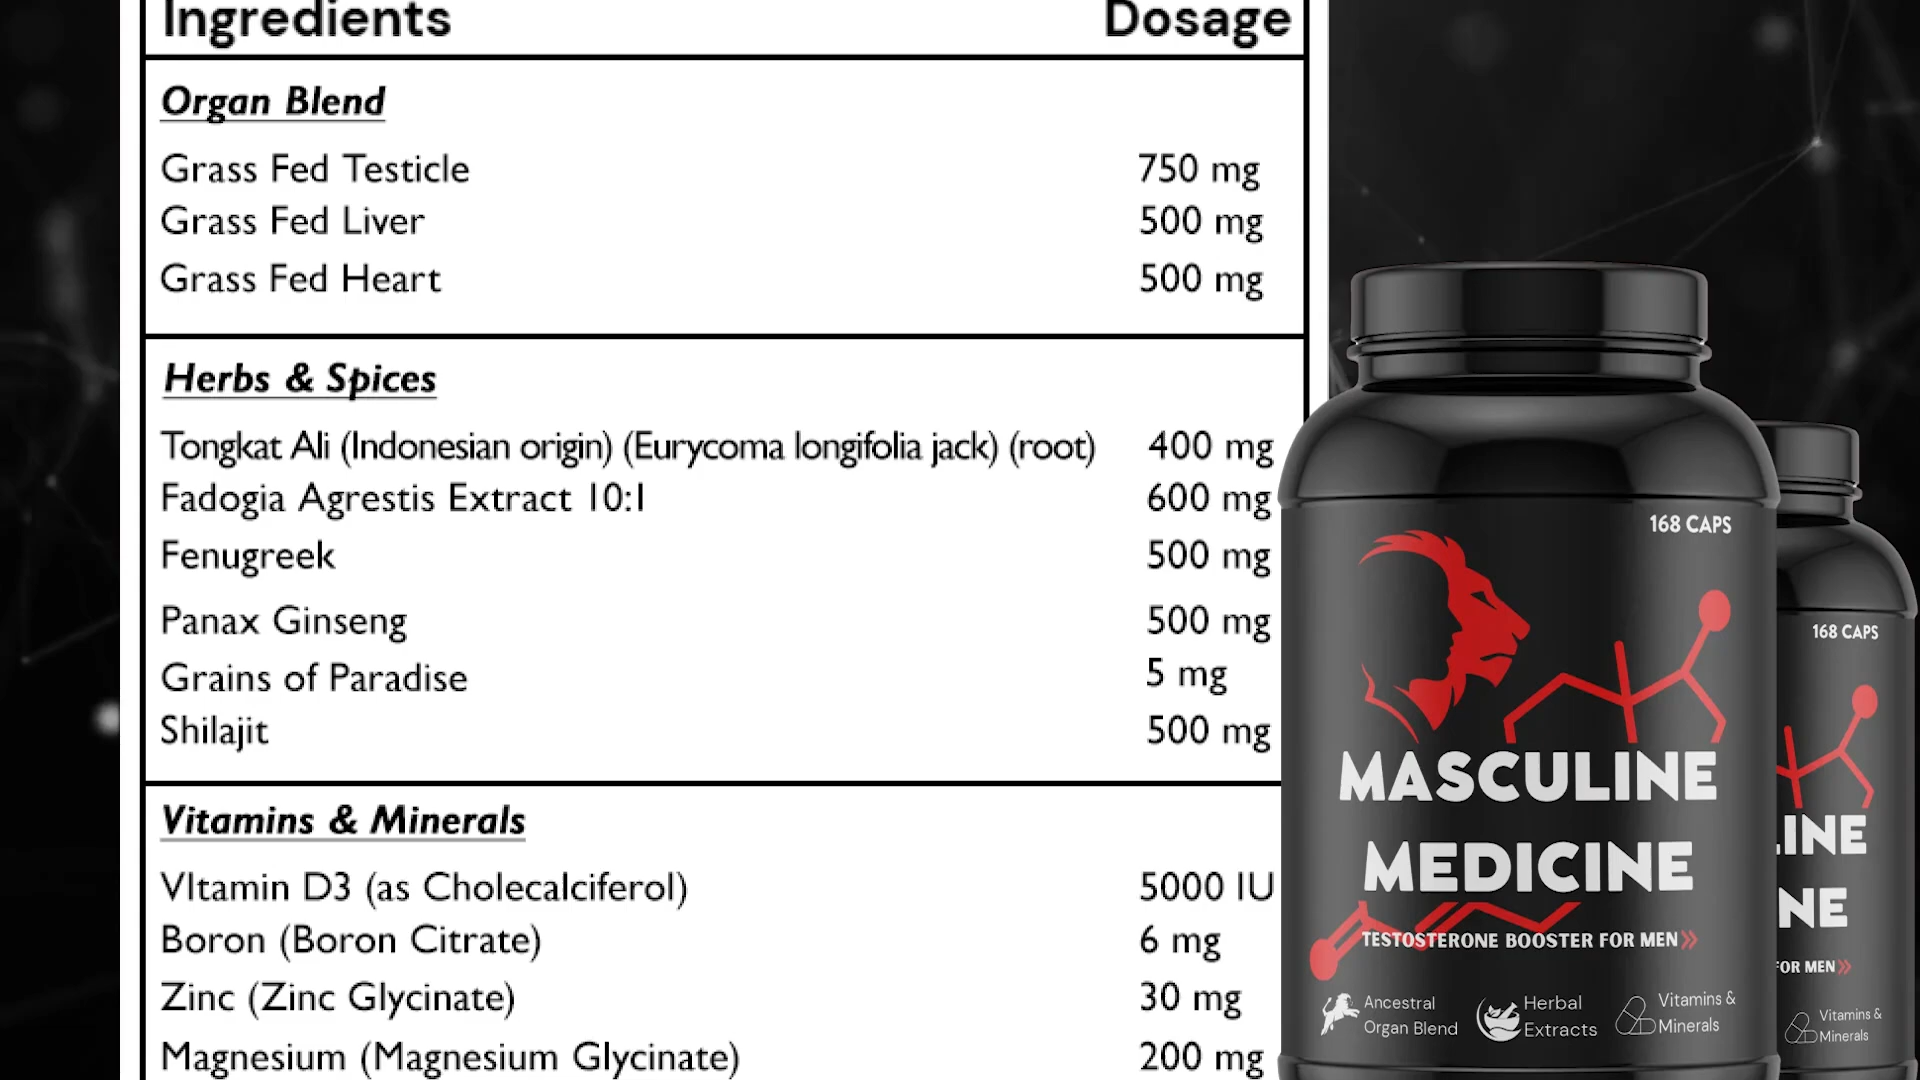 Ingredients Dosage
Organ Blend
Grass Fed Testicle 750 mg
Grass Fed Liver 500 mg
Grass Fed Heart 500 mg
Herbs & Spices
Tongkat Ali (Indonesian origin) (Eurycoma longifolia jack) (root) 400 mg
Fadogia Agrestis Extract 10:1 600 mg
Fenugreek 500 mg
Panax Ginseng 500 mg
Grains of Paradise 5 mg
Shilajit 500 mg
Vitamins & Minerals
VItamin D3 (as Cholecalciferol) 5000 IU
Boron (Boron Citrate) 6 mg
Zinc (Zinc Glycinate) 30 mg
Magnesium (Magnesium Glycinate) 200 mg
168 CAPS
MASCULINE
MEDICINE
TESTOSTERONE BOOSTER FOR MEN
Ancestral
Organ Blend
Herbal
Extracts
Vitamins &
Minerals
168 CAPS
LINE
NE
FOR MEN
Vitamins &
Minerals